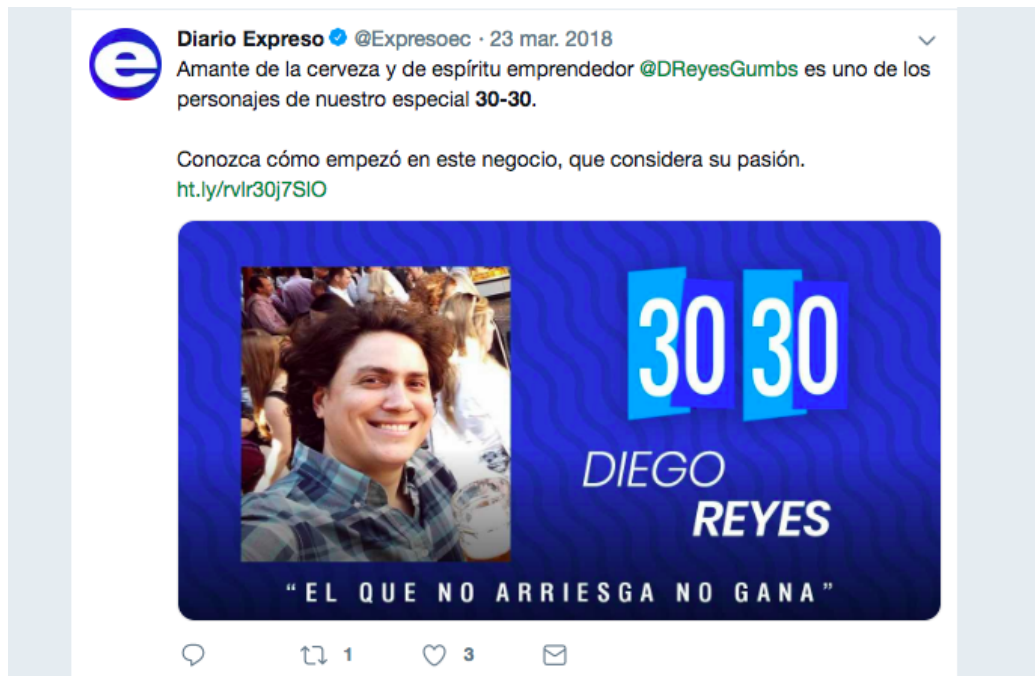 Diario Expreso @Expresoec · 23 mar. 2018
Amante de la cerveza y de espíritu emprendedor @DReyesGumbs es uno de los
personajes de nuestro especial 30-30.
Conozca cómo empezó en este negocio, que considera su pasión.
ht.ly/rvlr30j7SlO
30 30
DIEGO
REYES
“EL QUE NO ARRIESGA NO GANA”
1 3